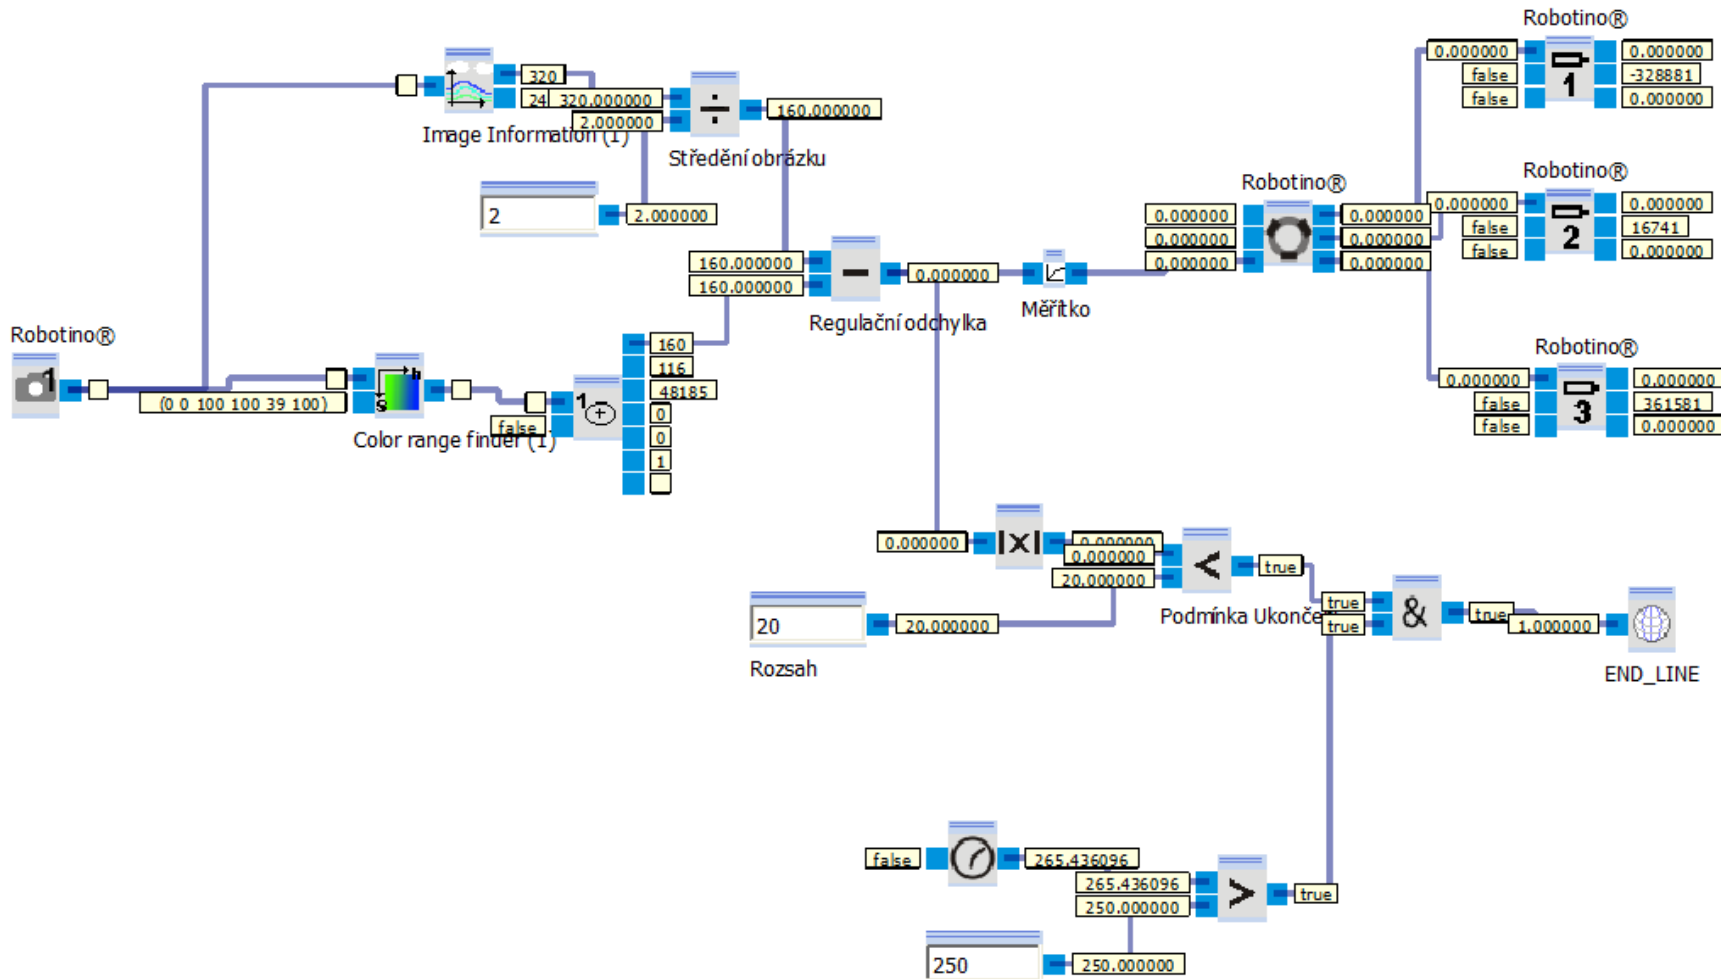 Robotino®
0.000000
0.000000
1
false
-328881
false
0.000000
320
24
320.000000
2.000000
÷
160.000000
Image Information (1)
Středění obrázku
2
2.000000
Robotino®
0.000000
0.000000
2
false
16741
false
0.000000
Robotino®
0.000000
0.000000
0.000000
0.000000
0.000000
0.000000
160.000000
160.000000
-
0.000000
Měřítko
Regulační odchylka
Robotino®
1
(0 0 100 100 39 100)
h
s
Color range finder (1)
false
1
160
116
48185
0
0
1
Robotino®
0.000000
0.000000
3
false
361581
false
0.000000
0.000000
|x|
0.000000
0.000000
20.000000
<
true
Podmínka Ukonče
20
20.000000
Rozsah
true
true
&
true
1.000000
END_LINE
false
265.436096
265.436096
250.000000
>
true
250
250.000000